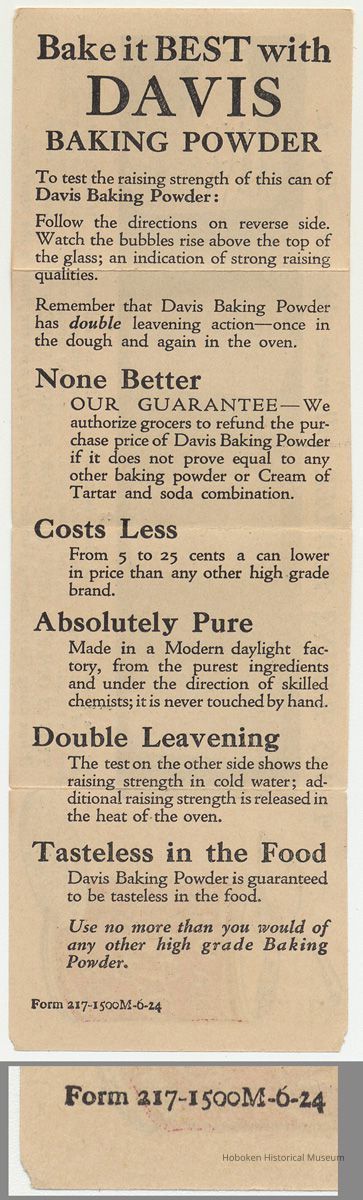 Bake it BEST with
DAVIS
BAKING POWDER
To test the raising strength of this can of
Davis Baking Powder:
Follow the directions on reverse side.
Watch the bubbles rise above the top of
the glass; an indication of strong raising
qualities.
Remember that Davis Baking Powder
has double leavening action—once in
the dough and again in the oven.
None Better
OUR GUARANTEE—We
authorize grocers to refund the pur-
chase price of Davis Baking Powder
if it does not prove equal to any
other baking powder or Cream of
Tartar and soda combination.
Costs Less
From 5 to 25 cents a can lower
in price than any other high grade
brand.
Absolutely Pure
Made in a Modern daylight fac-
tory, from the purest ingredients
and under the direction of skilled
chemists; it is never touched by hand.
Double Leavening
The test on the other side shows the
raising strength in cold water; ad-
ditional raising strength is released in
the heat of the oven.
Tasteless in the Food
Davis Baking Powder is guaranteed
to be tasteless in the food.
Use no more than you would of
any other high grade Baking
Powder.
Form 217-1500M-6-24
Form 217-1500M-6-24
Hoboken Historical Museum